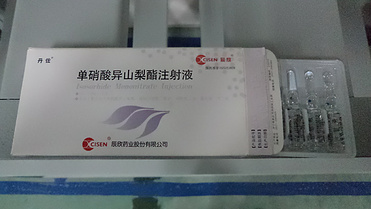 丹佐
CISEN 辰欣
单硝酸异山梨酯注射液
Isosorbide Mononitrate Injection
CISEN 辰欣药业股份有限公司